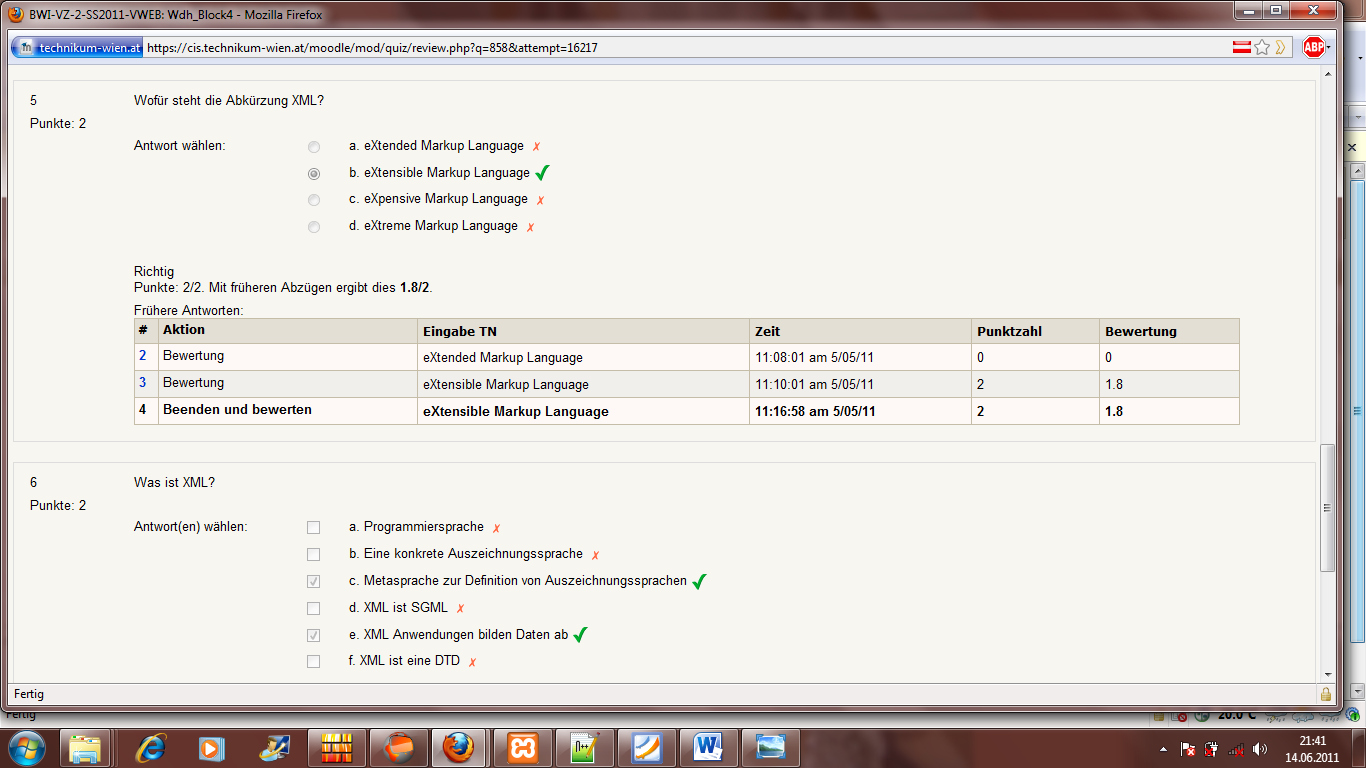 BWI-VZ-2-SS2011-VWEB: Wdh_Block4 - Mozilla Firefox
technikum-wien.at https://cis.technikum-wien.at/moodle/mod/quiz/review.php?q=858&attempt=16217
ABP
5 Wofür steht die Abkürzung XML?
Punkte: 2
Antwort wählen: a. eXtended Markup Language ✗
b. eXtensible Markup Language ✓
c. eXpensive Markup Language ✗
d. eXtreme Markup Language ✗
Richtig
Punkte: 2/2. Mit früheren Abzügen ergibt dies 1.8/2.
Frühere Antworten:
# Aktion Eingabe TN Zeit Punktzahl Bewertung
2 Bewertung eXtended Markup Language 11:08:01 am 5/05/11 0 0
3 Bewertung eXtensible Markup Language 11:10:01 am 5/05/11 2 1.8
4 Beenden und bewerten eXtensible Markup Language 11:16:58 am 5/05/11 2 1.8
6 Was ist XML?
Punkte: 2
Antwort(en) wählen: a. Programmiersprache ✗
b. Eine konkrete Auszeichnungssprache ✗
c. Metasprache zur Definition von Auszeichnungssprachen ✓
d. XML ist SGML ✗
e. XML Anwendungen bilden Daten ab ✓
f. XML ist eine DTD ✗
Fertig
Fertig 20.0°C
21:41
14.06.2011